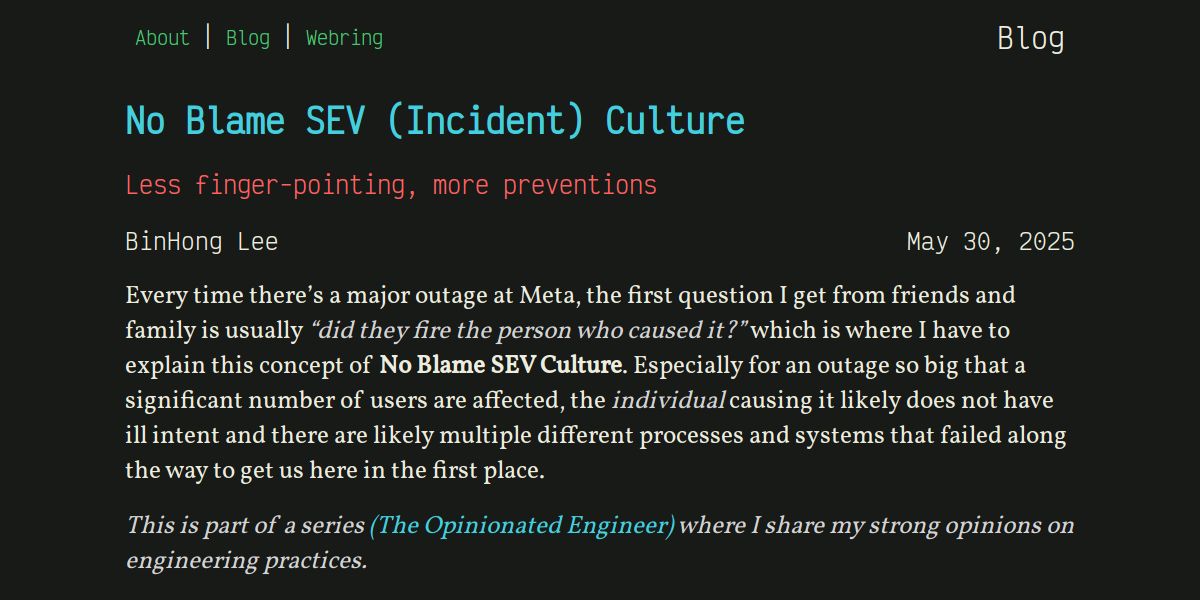 About | Blog | Webring Blog
No Blame SEV (Incident) Culture
Less finger-pointing, more preventions
BinHong Lee May 30, 2025
Every time there’s a major outage at Meta, the first question I get from friends and
family is usually “did they fire the person who caused it?” which is where I have to
explain this concept of No Blame SEV Culture. Especially for an outage so big that a
significant number of users are affected, the individual causing it likely does not have
ill intent and there are likely multiple different processes and systems that failed along
the way to get us here in the first place.
This is part of a series (The Opinionated Engineer) where I share my strong opinions on
engineering practices.